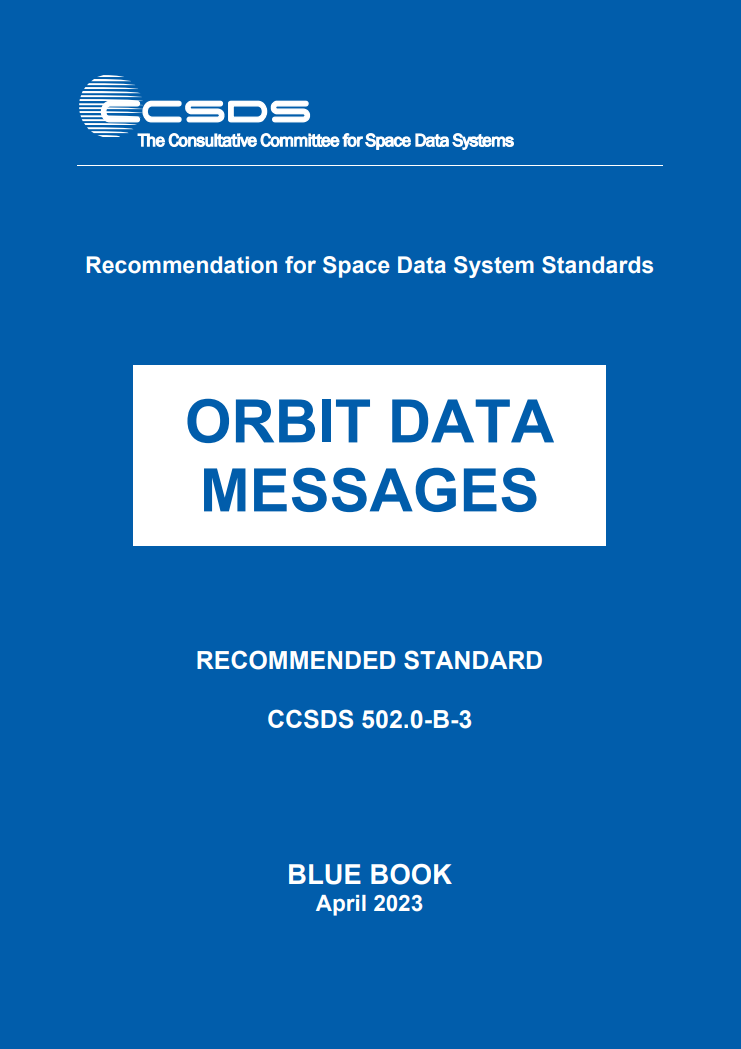 CCSDS
The Consultative Committee for Space Data Systems
Recommendation for Space Data System Standards
ORBIT DATA
MESSAGES
RECOMMENDED STANDARD
CCSDS 502.0-B-3
BLUE BOOK
April 2023